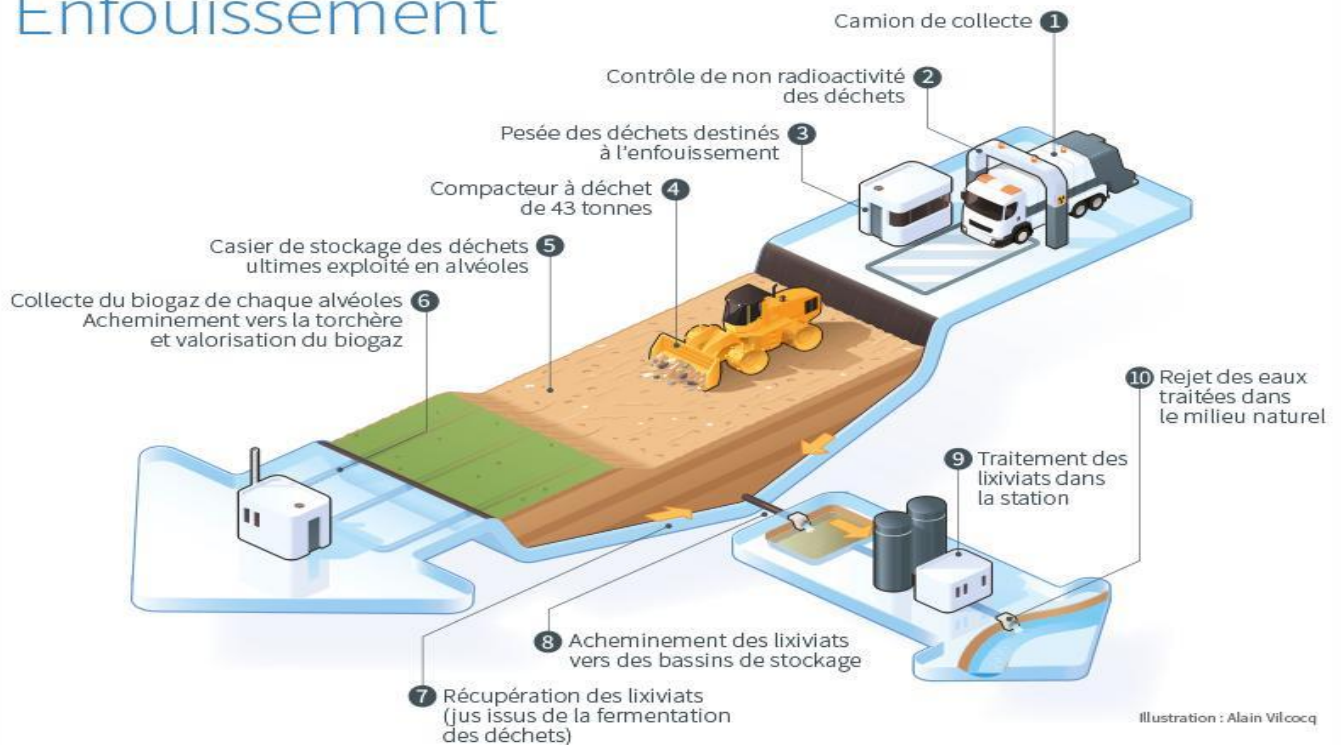 Enfouissement
Camion de collecte 1
Contrôle de non radioactivité 2
des déchets
Pesée des déchets destinés 3
à l'enfouissement
Compacteur à déchet 4
de 43 tonnes
Casier de stockage des déchets 5
ultimes exploité en alvéoles
Collecte du biogaz de chaque alvéoles 6
Acheminement vers la torchère
et valorisation du biogaz
10 Rejet des eaux
traitées dans
le milieu naturel
9 Traitement des
lixiviats dans
la station
8 Acheminement des lixiviats
vers des bassins de stockage
7 Récupération des lixiviats
(jus issus de la fermentation
des déchets)
Illustration : Alain Vilcocq